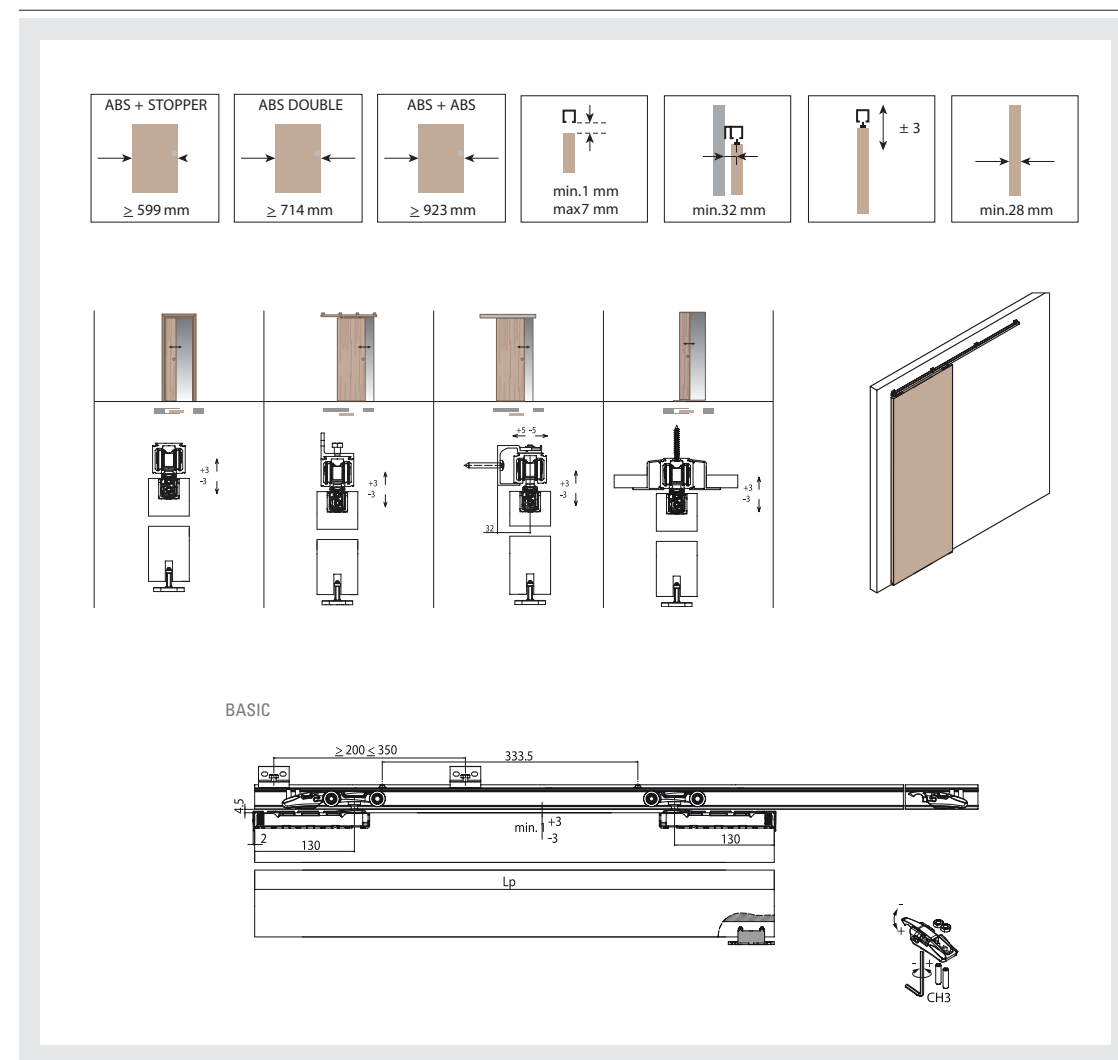 ABS + STOPPER
≥ 599 mm
ABS DOUBLE
≥ 714 mm
ABS + ABS
≥ 923 mm
min.1 mm
max7 mm
min.32 mm
± 3
min.28 mm
+3
-3
+3
-3
+5 -5
+3
-3
32
+3
-3
BASIC
≥ 200 ≤ 350
333.5
4.5
2
130
min. 1
+3
-3
130
Lp
-
+
- +
CH3